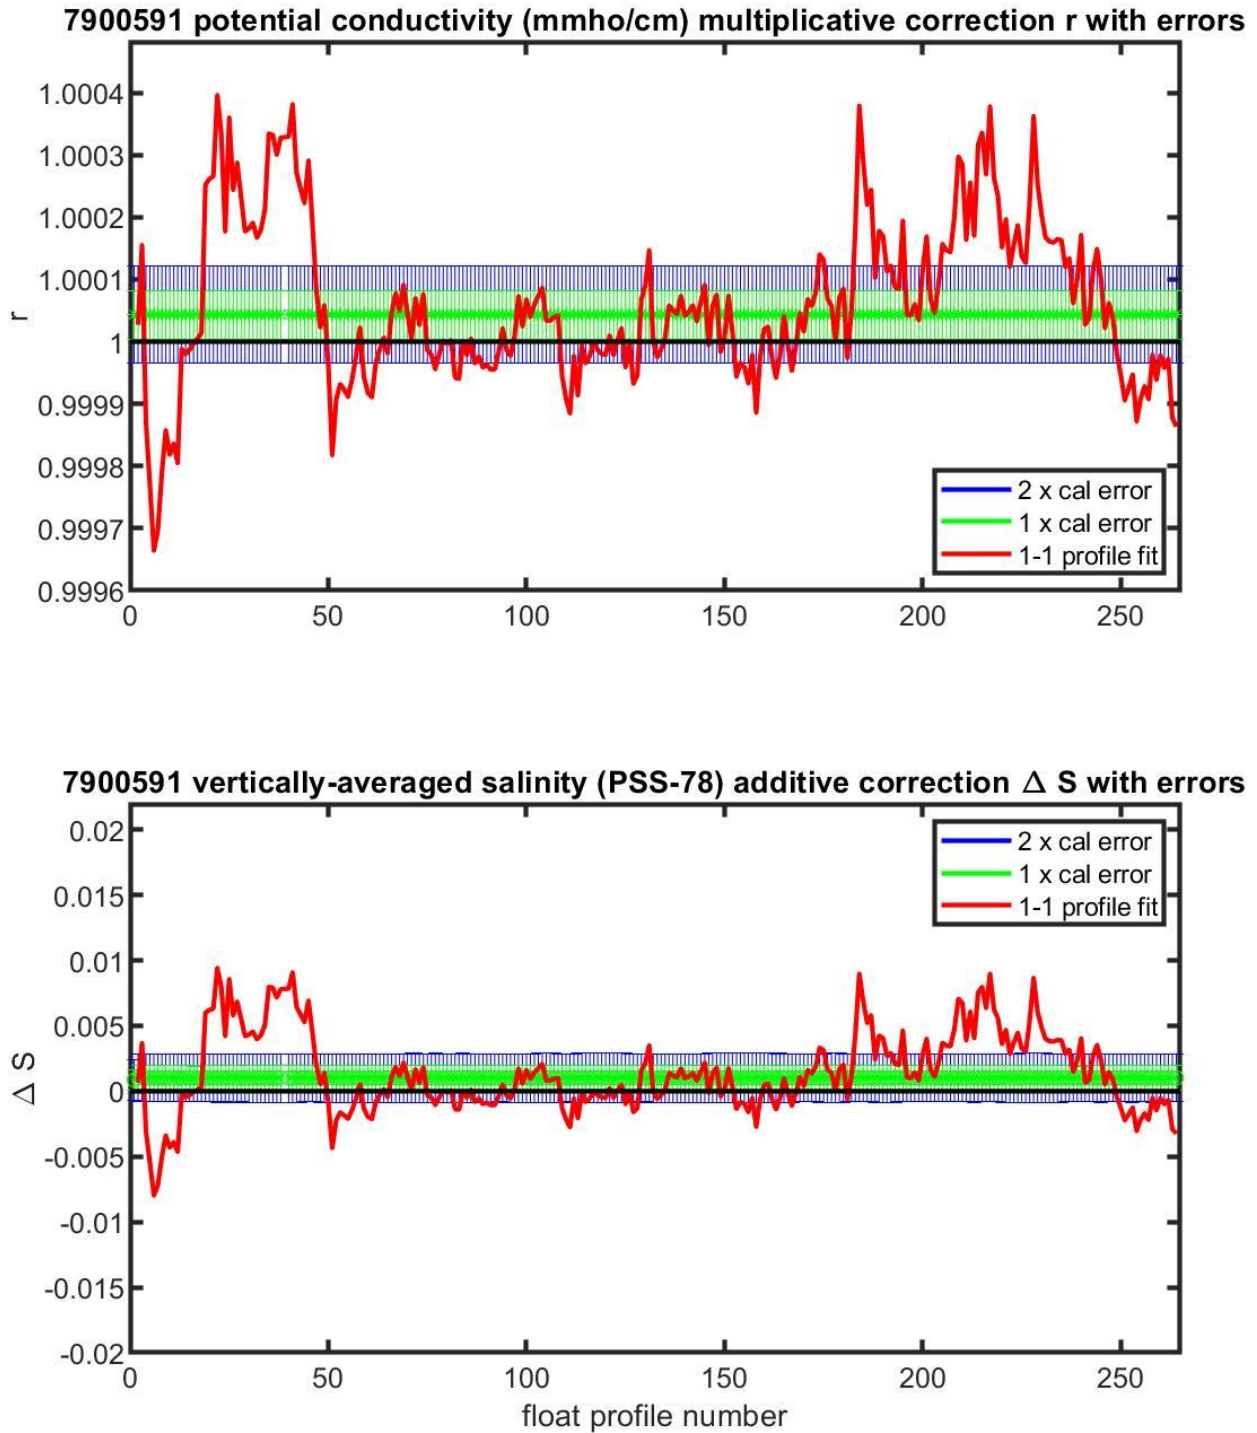 7900591 potential conductivity (mmho/cm) multiplicative correction r with errors
1.0004
1.0003
1.0002
1.0001
1
0.9999
0.9998
0.9997
0.9996
r
2 x cal error
1 x cal error
1-1 profile fit
0 50 100 150 200 250
7900591 vertically-averaged salinity (PSS-78) additive correction Δ S with errors
0.02
0.015
0.01
0.005
0
-0.005
-0.01
-0.015
-0.02
Δ S
2 x cal error
1 x cal error
1-1 profile fit
0 50 100 150 200 250
float profile number